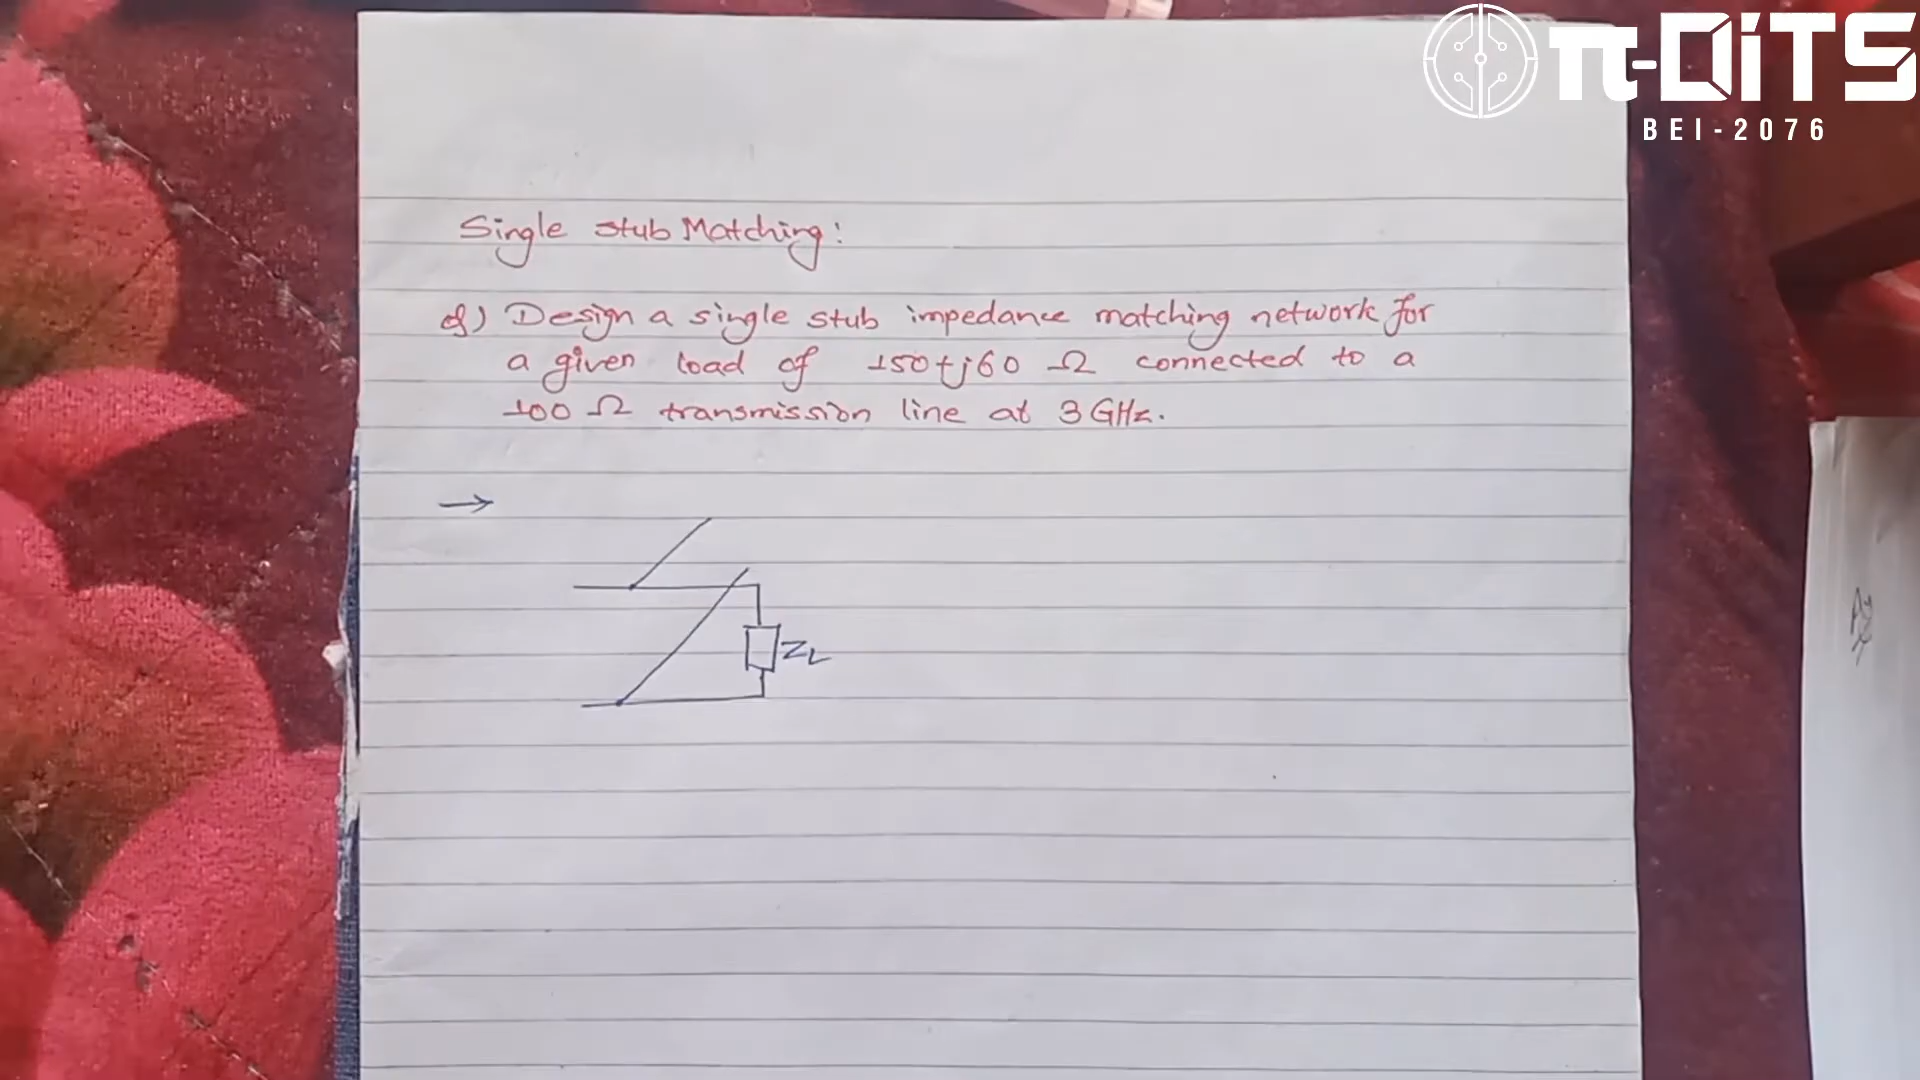 π-DiTS
BEI-2076
Single stub Matching:
Q) Design a single stub impedance matching network for
a given load of 150+j60 Ω connected to a
100 Ω transmission line at 3 GHz.
→
ZL